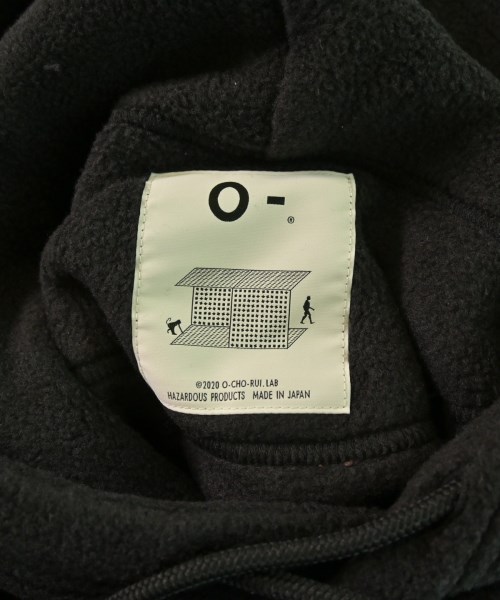 O -
®
©2020 O-CHO-RUI.LAB
HAZARDOUS PRODUCTS MADE IN JAPAN